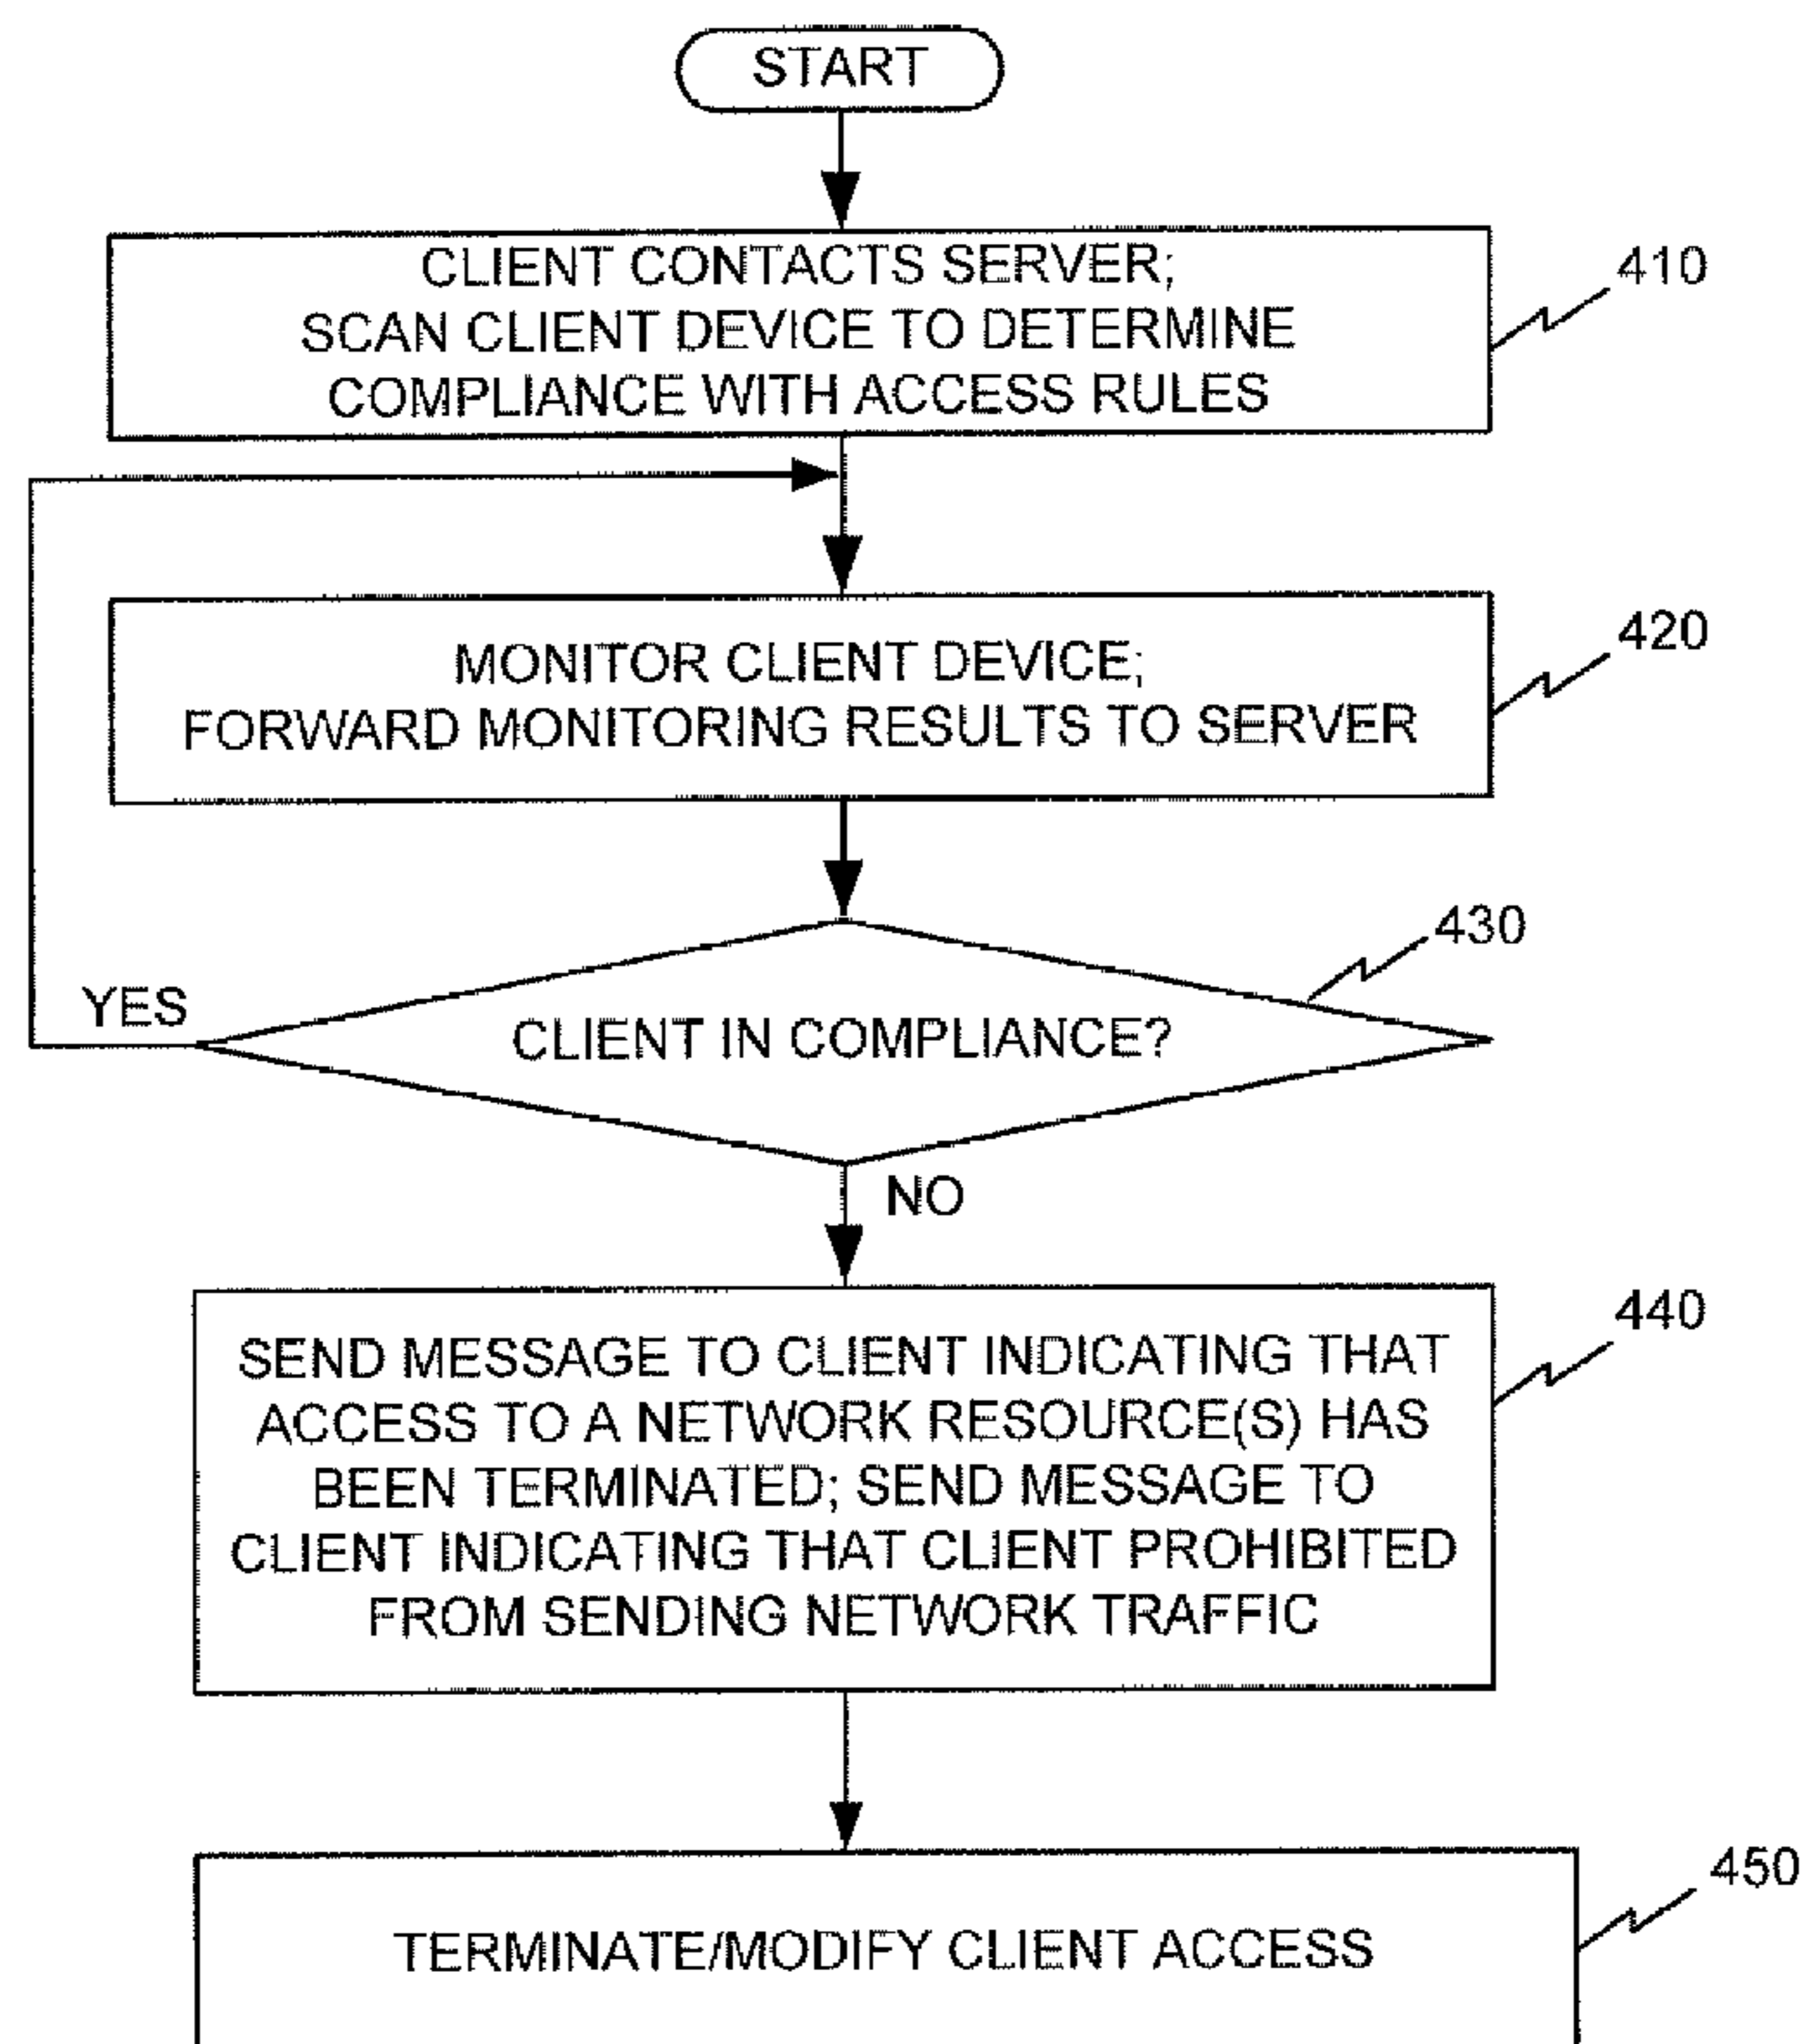 START
CLIENT CONTACTS SERVER;
SCAN CLIENT DEVICE TO DETERMINE
COMPLIANCE WITH ACCESS RULES
410
MONITOR CLIENT DEVICE;
FORWARD MONITORING RESULTS TO SERVER
420
430
YES
CLIENT IN COMPLIANCE?
NO
SEND MESSAGE TO CLIENT INDICATING THAT
ACCESS TO A NETWORK RESOURCE(S) HAS
BEEN TERMINATED; SEND MESSAGE TO
CLIENT INDICATING THAT CLIENT PROHIBITED
FROM SENDING NETWORK TRAFFIC
440
450
TERMINATE/MODIFY CLIENT ACCESS